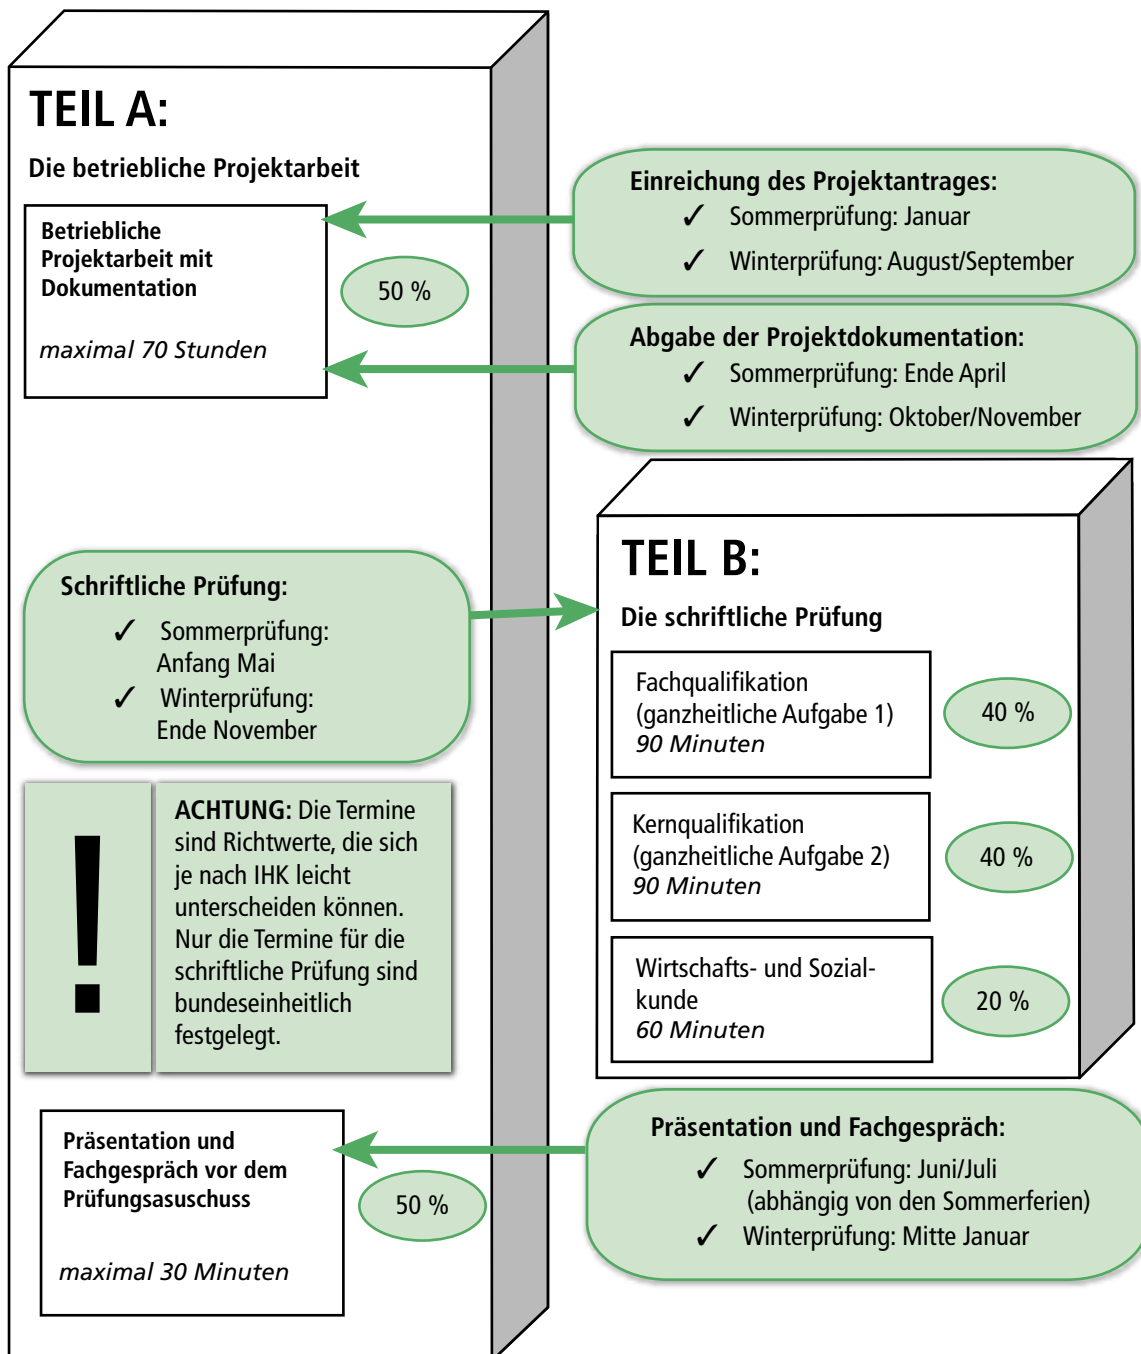 TEIL A:
Die betriebliche Projektarbeit
Betriebliche
Projektarbeit mit
Dokumentation
maximal 70 Stunden
50 %
Einreichung des Projektantrages:
✓ Sommerprüfung: Januar
✓ Winterprüfung: August/September
Abgabe der Projektdokumentation:
✓ Sommerprüfung: Ende April
✓ Winterprüfung: Oktober/November
Schriftliche Prüfung:
✓ Sommerprüfung:
Anfang Mai
✓ Winterprüfung:
Ende November
TEIL B:
Die schriftliche Prüfung
Fachqualifikation
(ganzheitliche Aufgabe 1)
90 Minuten
40 %
Kernqualifikation
(ganzheitliche Aufgabe 2)
90 Minuten
40 %
Wirtschafts- und Sozial-
kunde
60 Minuten
20 %
!
ACHTUNG: Die Termine
sind Richtwerte, die sich
je nach IHK leicht
unterscheiden können.
Nur die Termine für die
schriftliche Prüfung sind
bundeseinheitlich
festgelegt.
Präsentation und
Fachgespräch vor dem
Prüfungsasuschuss
maximal 30 Minuten
50 %
Präsentation und Fachgespräch:
✓ Sommerprüfung: Juni/Juli
(abhängig von den Sommerferien)
✓ Winterprüfung: Mitte Januar